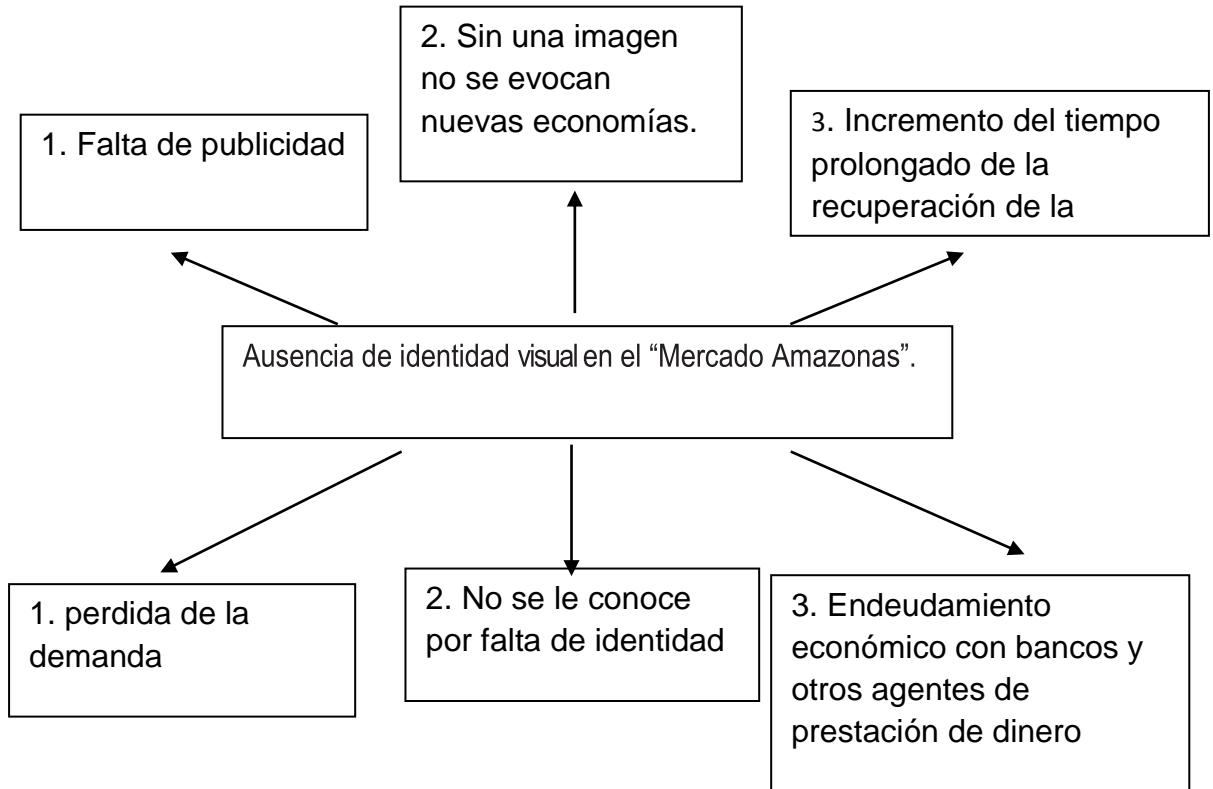 1. Falta de publicidad
2. Sin una imagen
no se evocan
nuevas economías.
3. Incremento del tiempo
prolongado de la
recuperación de la
Ausencia de identidad visual en el “Mercado Amazonas”.
1. perdida de la
demanda
2. No se le conoce
por falta de identidad
3. Endeudamiento
económico con bancos y
otros agentes de
prestación de dinero